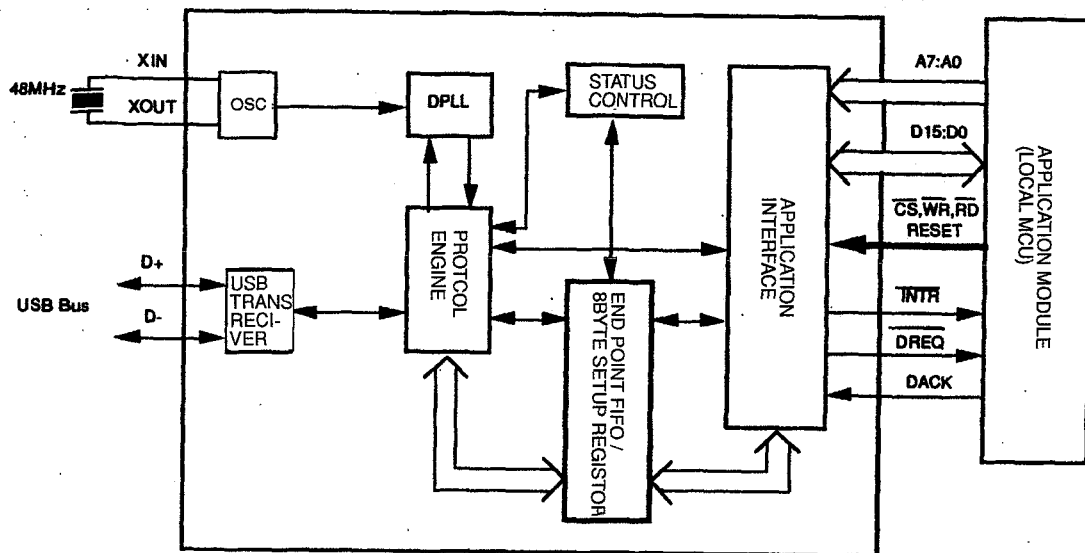 XIN
48MHz
XOUT
OSC
DPLL
STATUS
CONTROL
A7:A0
D15:D0
CS,WR,RD
RESET
INTR
DREQ
DACK
APPLICATION MODULE
(LOCAL MCU)
APPLICATION
INTERFACE
PROTCOL
ENGINE
D+
USB Bus
D-
USB
TRANS
RECI-
VER
END POINT FIFO /
8BYTE SETUP REGISTOR